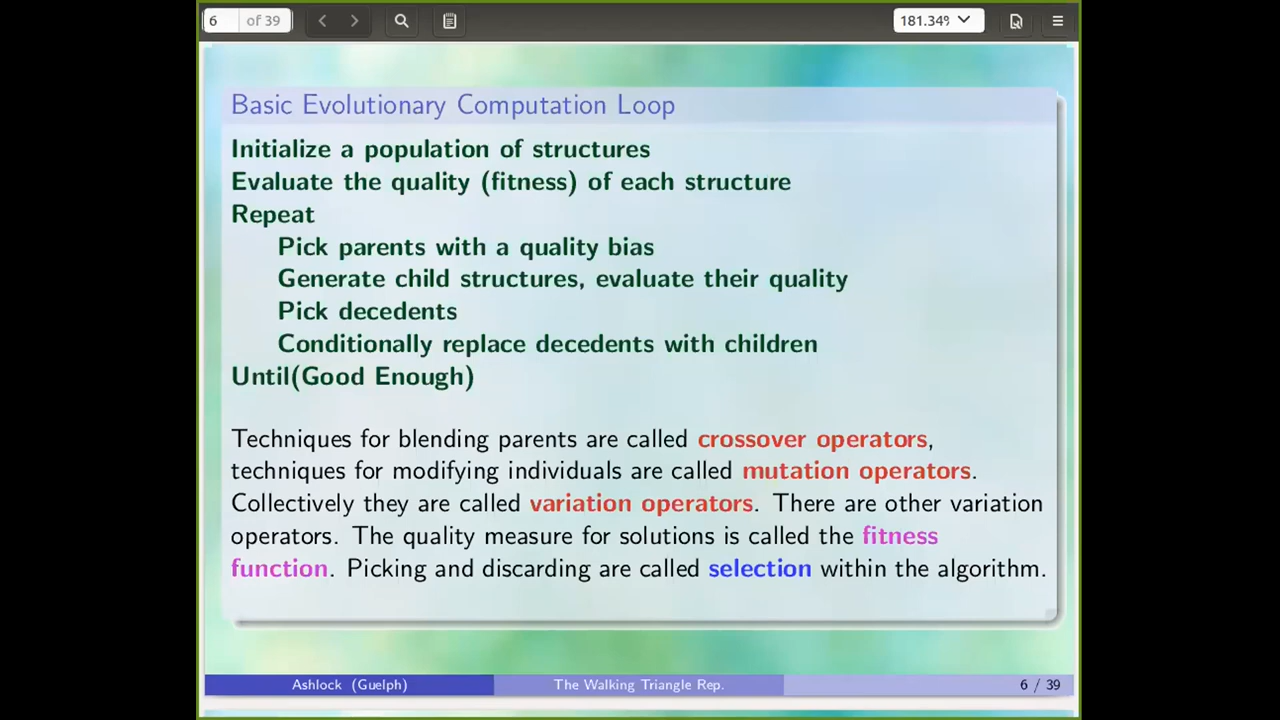 6 of 39 181.34%
Basic Evolutionary Computation Loop
Initialize a population of structures
Evaluate the quality (fitness) of each structure
Repeat
Pick parents with a quality bias
Generate child structures, evaluate their quality
Pick decedents
Conditionally replace decedents with children
Until(Good Enough)
Techniques for blending parents are called crossover operators,
techniques for modifying individuals are called mutation operators.
Collectively they are called variation operators. There are other variation
operators. The quality measure for solutions is called the fitness
function. Picking and discarding are called selection within the algorithm.
Ashlock (Guelph) The Walking Triangle Rep. 6 / 39